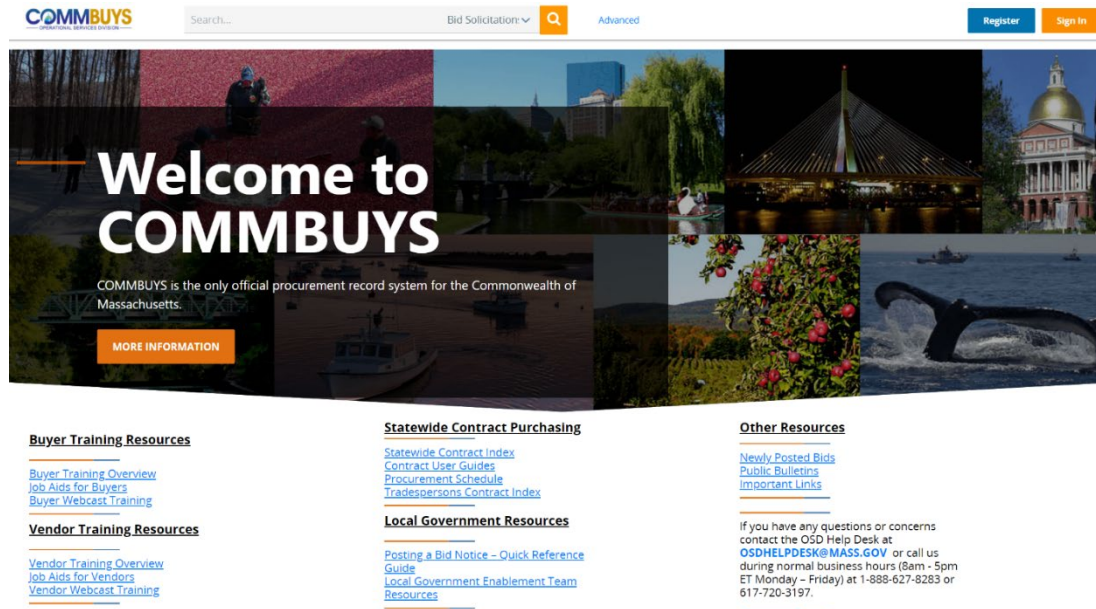 COMMBUYS
OPERATIONAL SERVICES DIVISION
Search...
Bid Solicitations
Advanced
Register
Sign In
Welcome to
COMMBUYS
COMMBUYS is the only official procurement record system for the Commonwealth of
Massachusetts.
MORE INFORMATION
Buyer Training Resources
Buyer Training Overview
Job Aids for Buyers
Buyer Webcast Training
Vendor Training Resources
Vendor Training Overview
Job Aids for Vendors
Vendor Webcast Training
Statewide Contract Purchasing
Statewide Contract Index
Contract User Guides
Procurement Schedule
Tradespersons Contract Index
Local Government Resources
Posting a Bid Notice – Quick Reference
Guide
Local Government Enablement Team
Resources
Other Resources
Newly Posted Bids
Public Bulletins
Important Links
If you have any questions or concerns
contact the OSD Help Desk at
OSDHELPDESK@MASS.GOV or call us
during normal business hours (8am - 5pm
ET Monday – Friday) at 1-888-627-8283 or
617-720-3197.